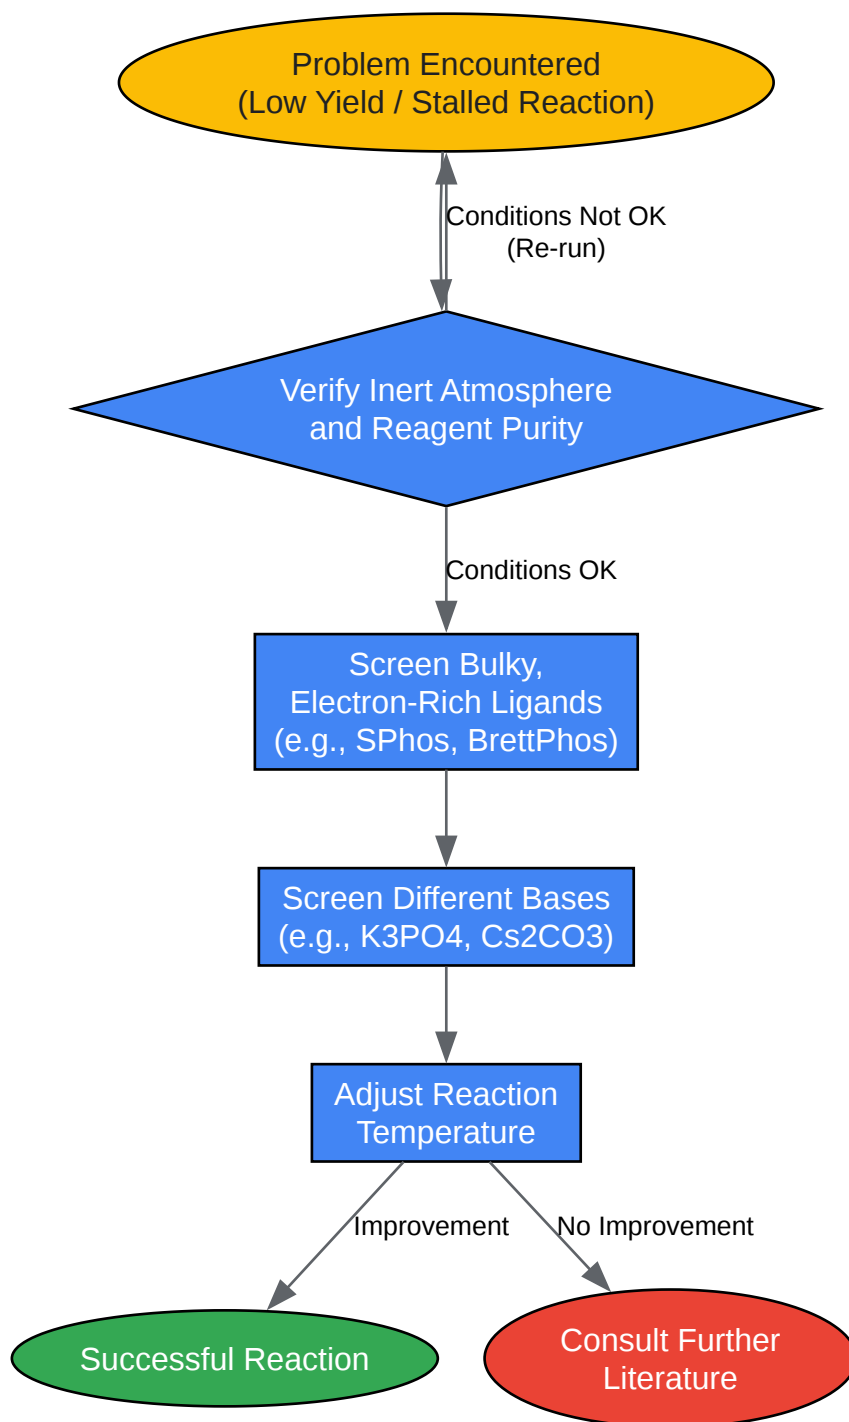 Problem Encountered
(Low Yield / Stalled Reaction)
Conditions Not OK
(Re-run)
Verify Inert Atmosphere
and Reagent Purity
Conditions OK
Screen Bulky,
Electron-Rich Ligands
(e.g., SPhos, BrettPhos)
Screen Different Bases
(e.g., K3PO4, Cs2CO3)
Adjust Reaction
Temperature
Improvement
No Improvement
Successful Reaction
Consult Further
Literature